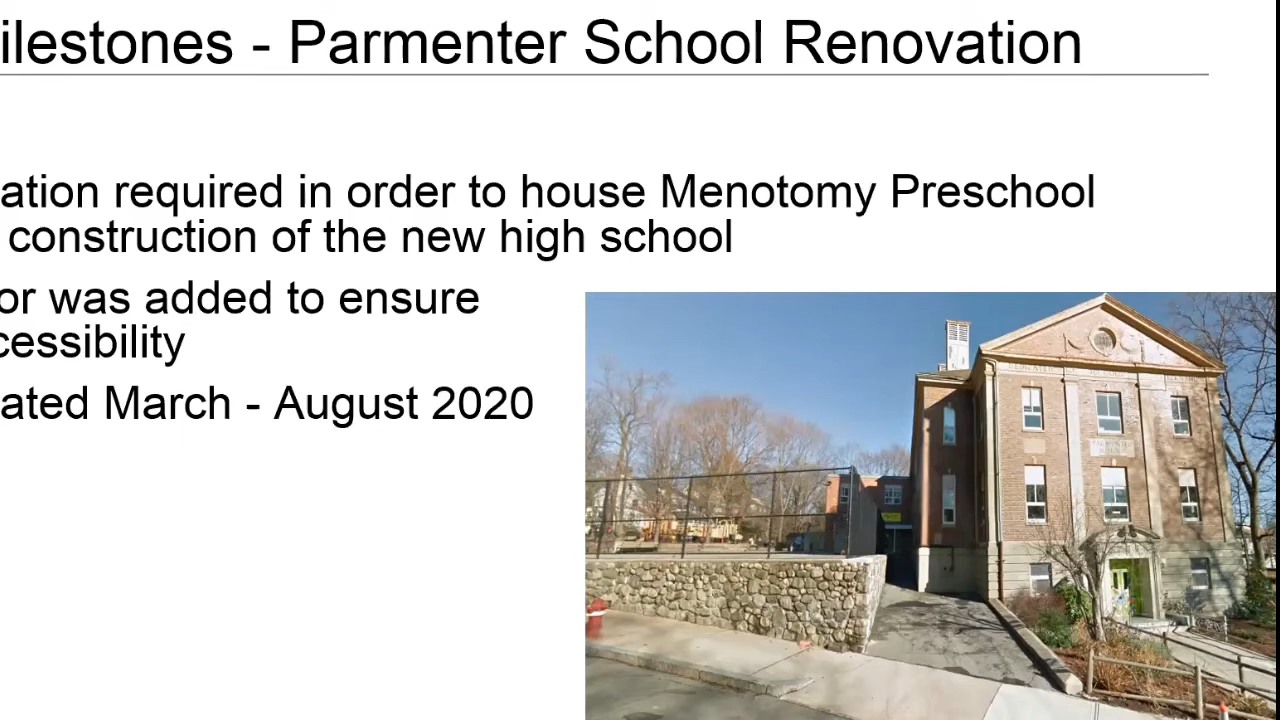 ilestones - Parmenter School Renovation
ation required in order to house Menotomy Preschool
construction of the new high school
or was added to ensure
cessibility
ated March - August 2020